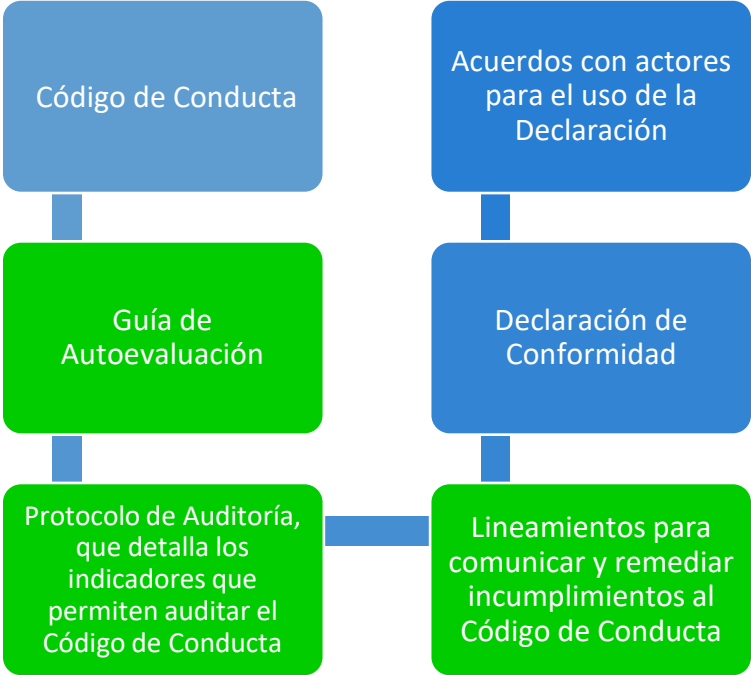 Código de Conducta
Guía de
Autoevaluación
Protocolo de Auditoría,
que detalla los
indicadores que
permiten auditar el
Código de Conducta
Lineamientos para
comunicar y remediar
incumplimientos al
Código de Conducta
Declaración de
Conformidad
Acuerdos con actores
para el uso de la
Declaración